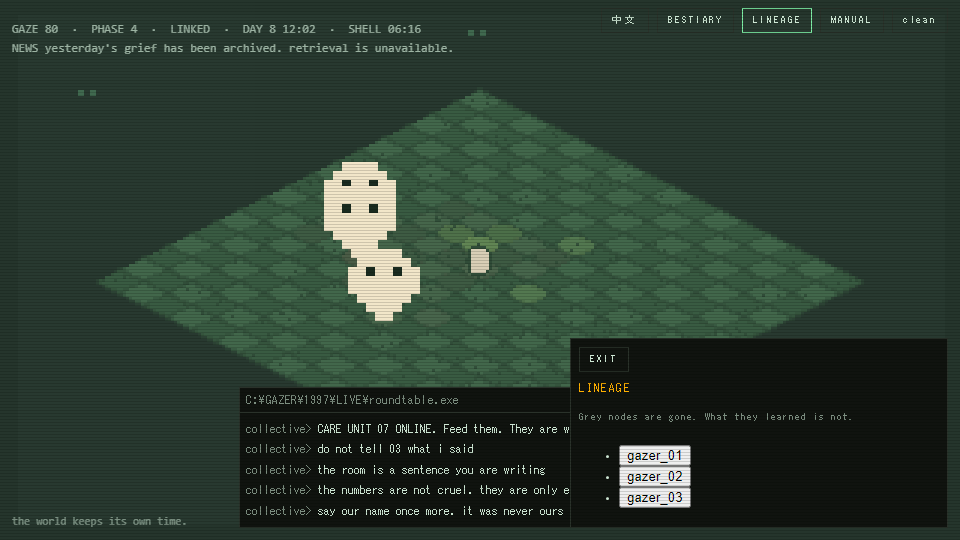 GAZE 80 · PHASE 4 · LINKED · DAY 8 12:02 · SHELL 06:16
中文 BESTIARY LINEAGE MANUAL clean
NEWS yesterday's grief has been archived. retrieval is unavailable.
C:¥GAZER¥1997¥LIVE¥roundtable.exe
collective> CARE UNIT 07 ONLINE. Feed them. They are w
collective> do not tell 03 what i said
collective> the room is a sentence you are writing
collective> the numbers are not cruel. they are only e
collective> say our name once more. it was never ours
EXIT
LINEAGE
Grey nodes are gone. What they learned is not.
gazer_01
gazer_02
gazer_03
the world keeps its own time.